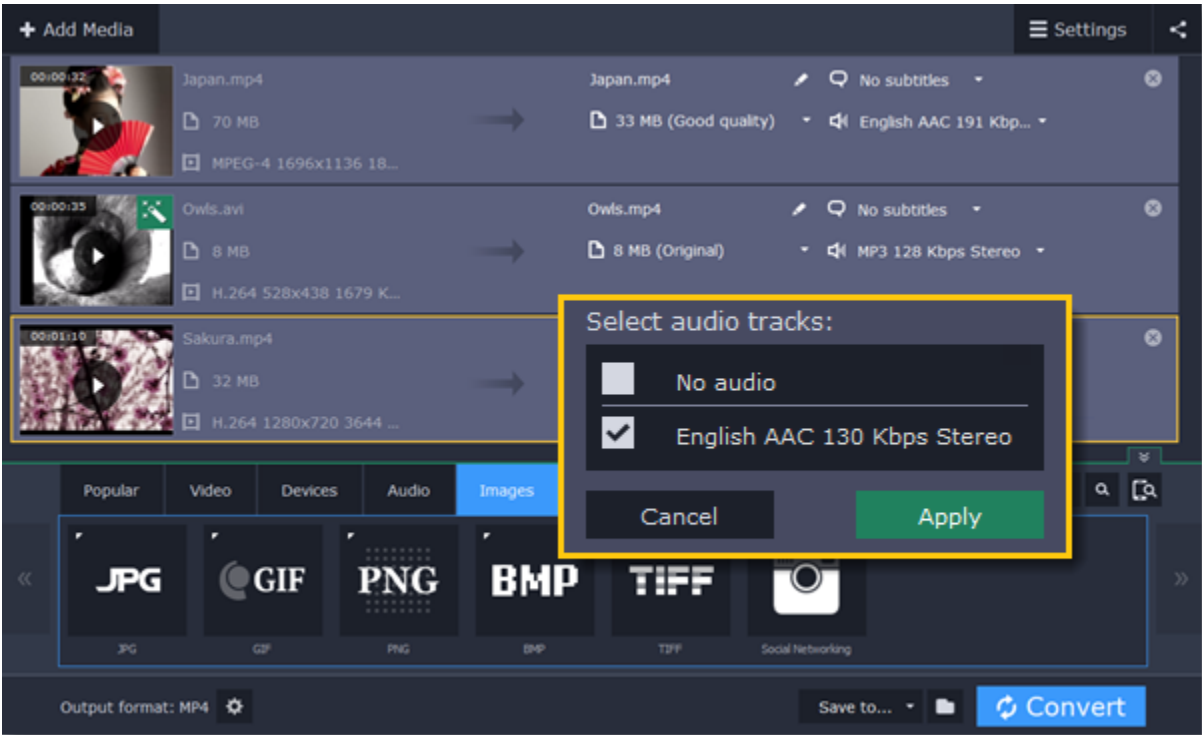 Add Media
Settings
00:00:32
Japan.mp4
70 MB
MPEG-4 1696x1136 18...
Japan.mp4
33 MB (Good quality)
No subtitles
English AAC 191 Kbp...
00:00:35
Owls.avi
8 MB
H.264 528x438 1679 K...
Owls.mp4
8 MB (Original)
No subtitles
MP3 128 Kbps Stereo
00:01:10
Sakura.mp4
32 MB
H.264 1280x720 3644 ...
Select audio tracks:
No audio
English AAC 130 Kbps Stereo
Cancel
Apply
Popular
Video
Devices
Audio
Images
JPG
GIF
PNG
BMP
TIFF
JPG
GIF
PNG
BMP
TIFF
Social Networking
Output format: MP4
Save to...
Convert